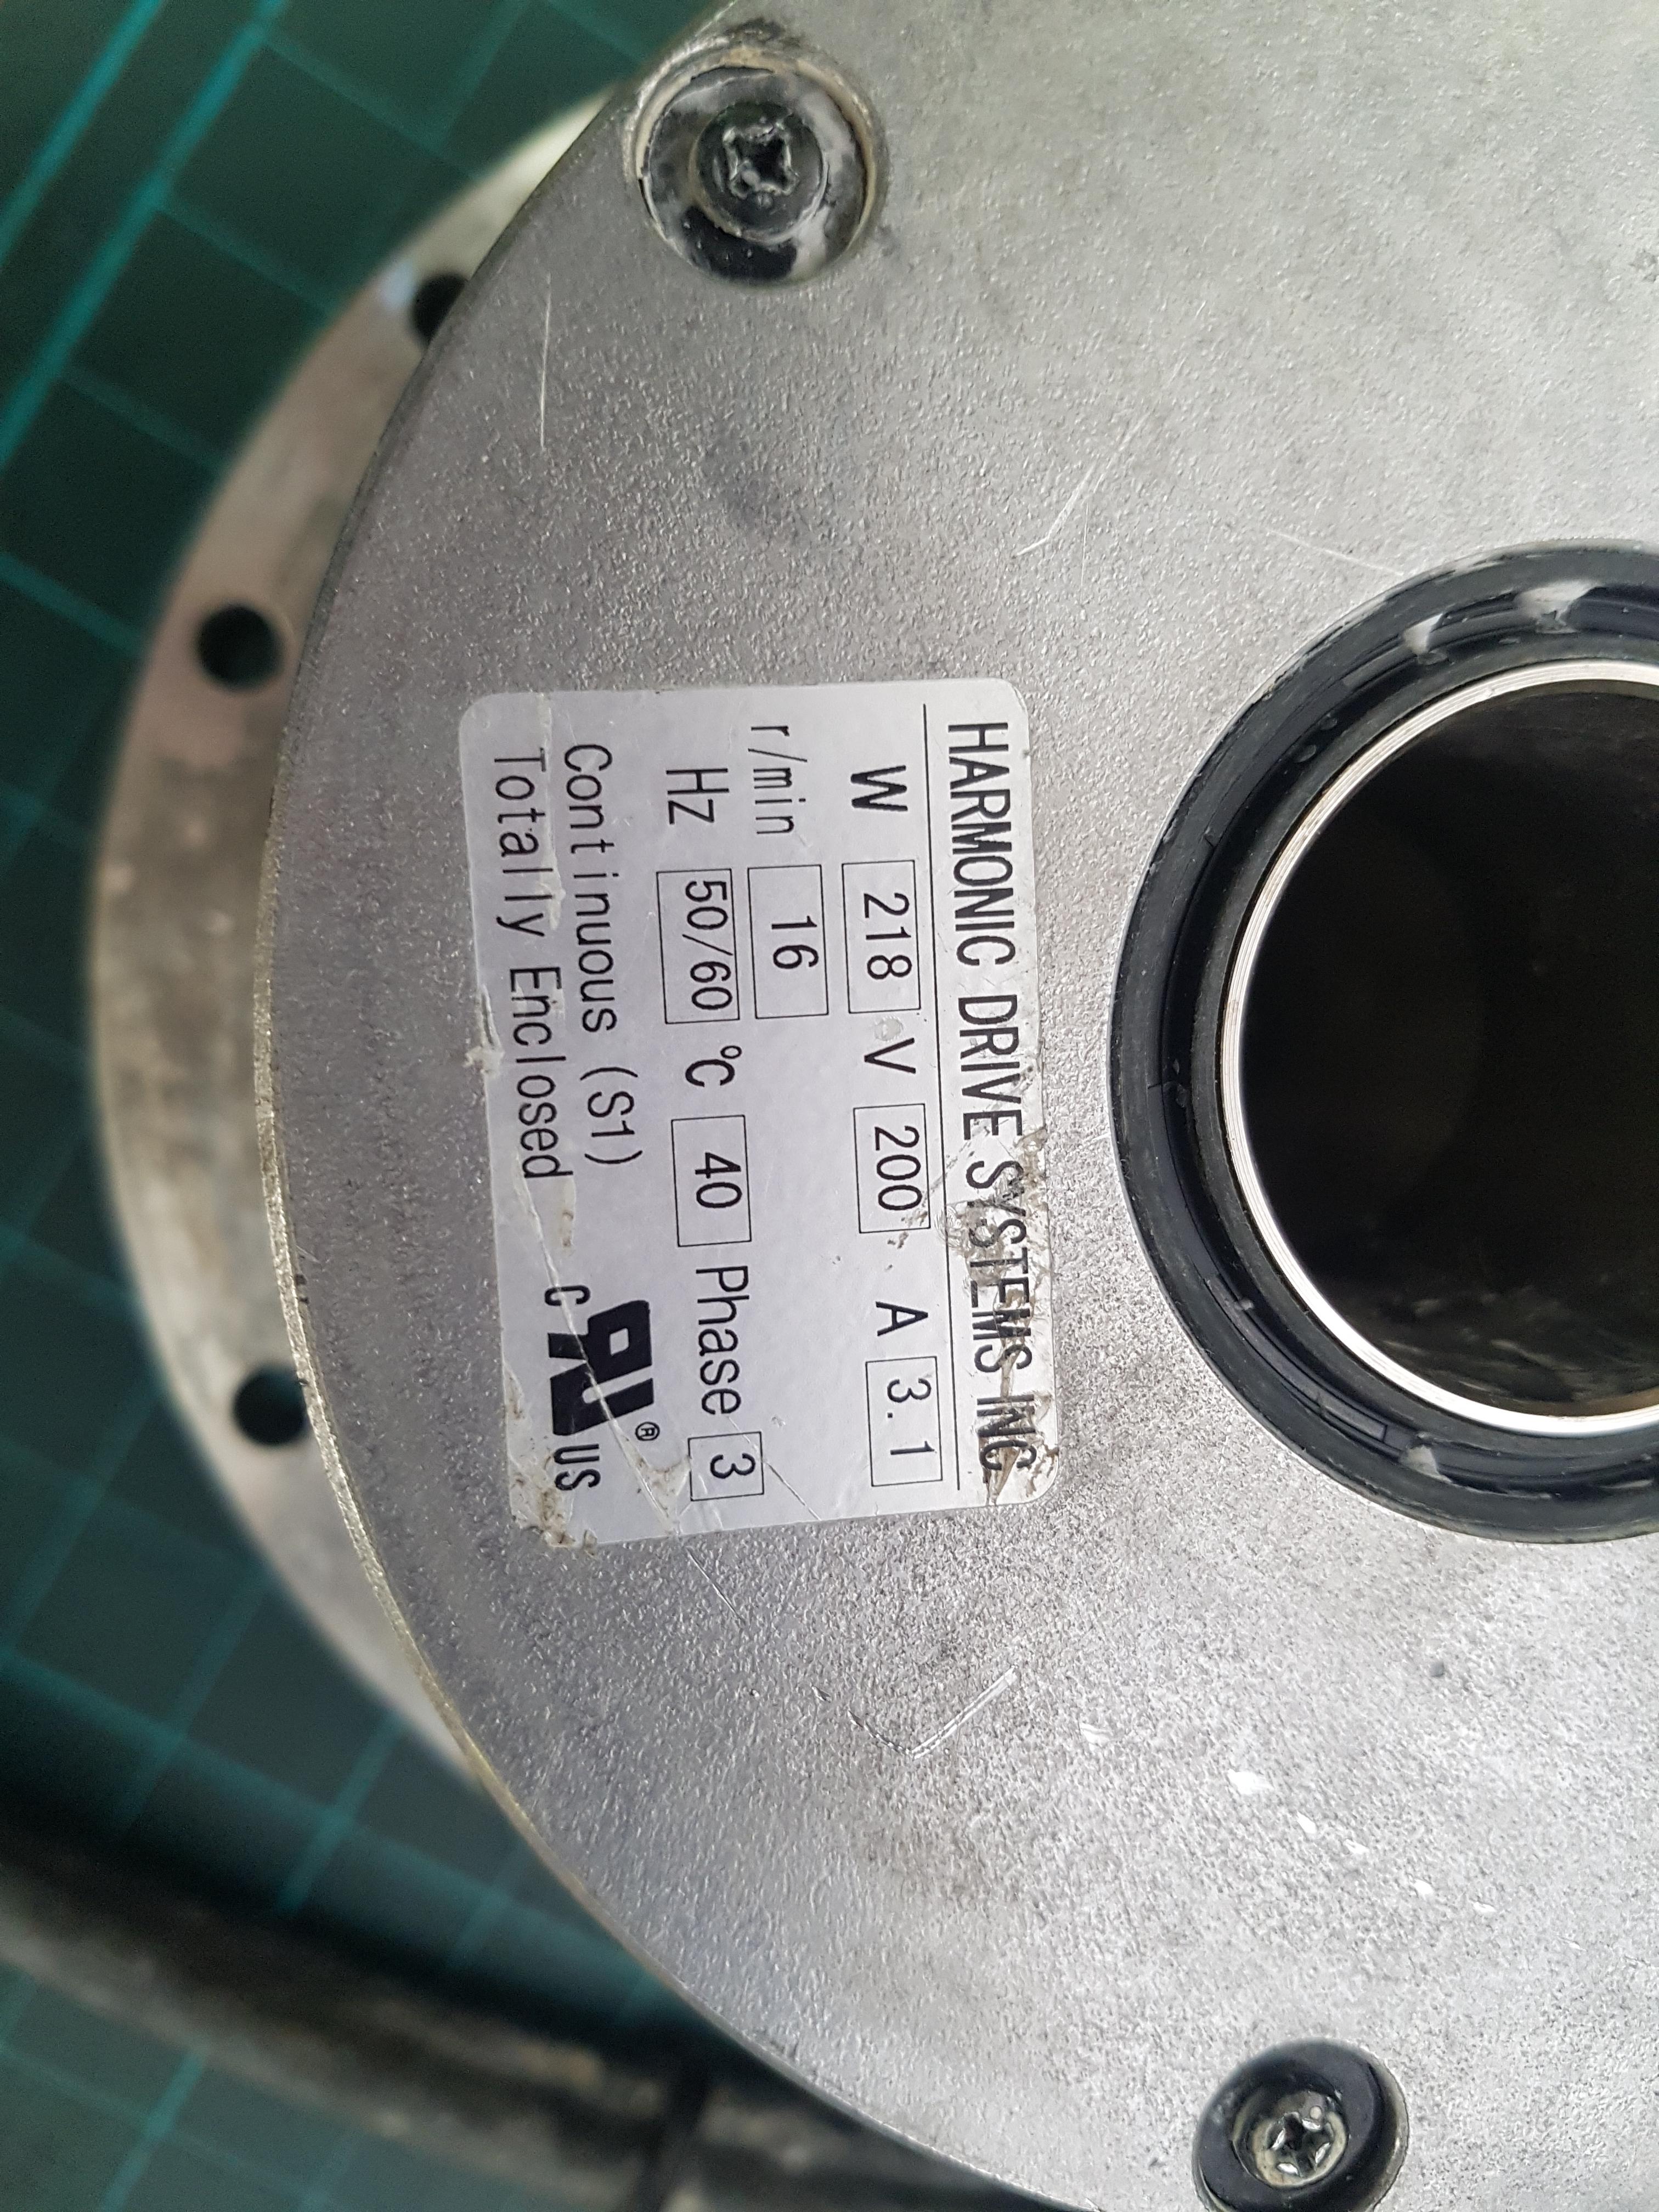 HARMONIC DRIVE SYSTEMS INC
W 218 V 200 A 3.1
r/min 16
Hz 50/60 ℃ 40 Phase 3
Continuous (S1)
Totally Enclosed
c RU ® US